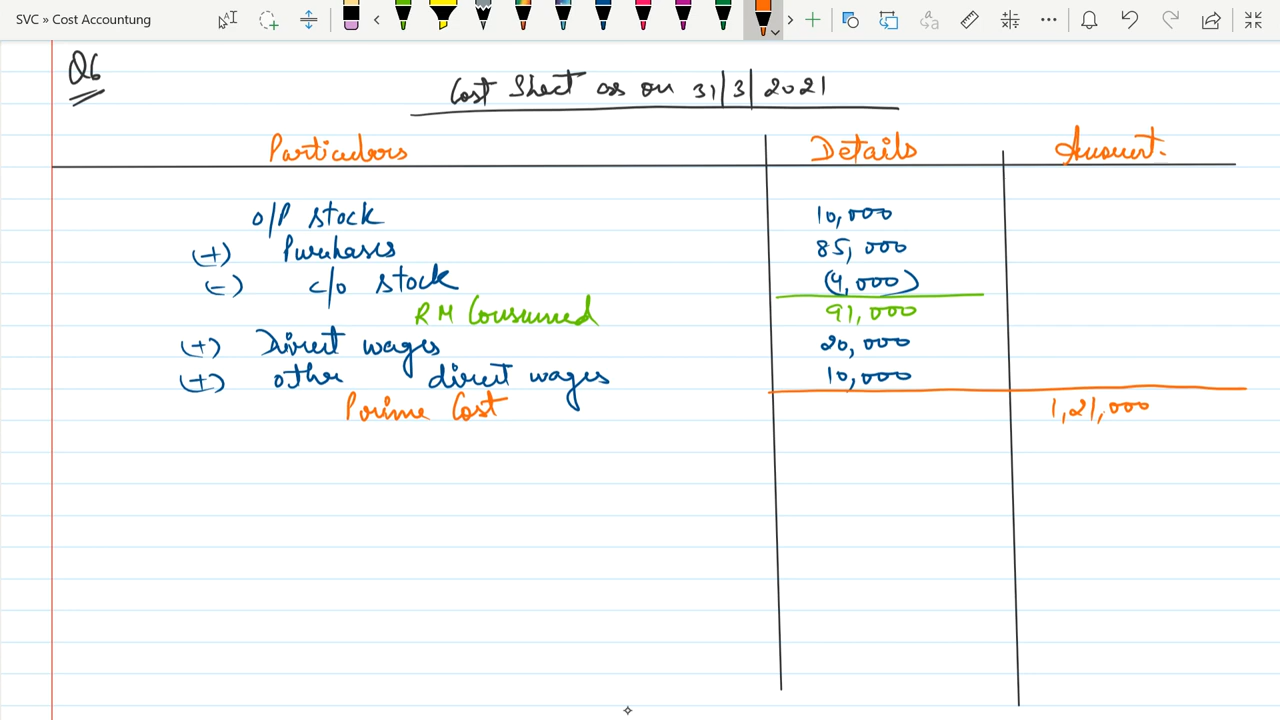 SVC » Cost Accountung
Q6
Cost Sheet as on 31/3/2021
Particulars Details Amount.
O/P stock 10,000
(+) Purchases 85,000
(-) c/o stock (4,000)
RM Consumed 91,000
(+) Direct wages 20,000
(+) other direct wages 10,000
Prime Cost 1,21,000